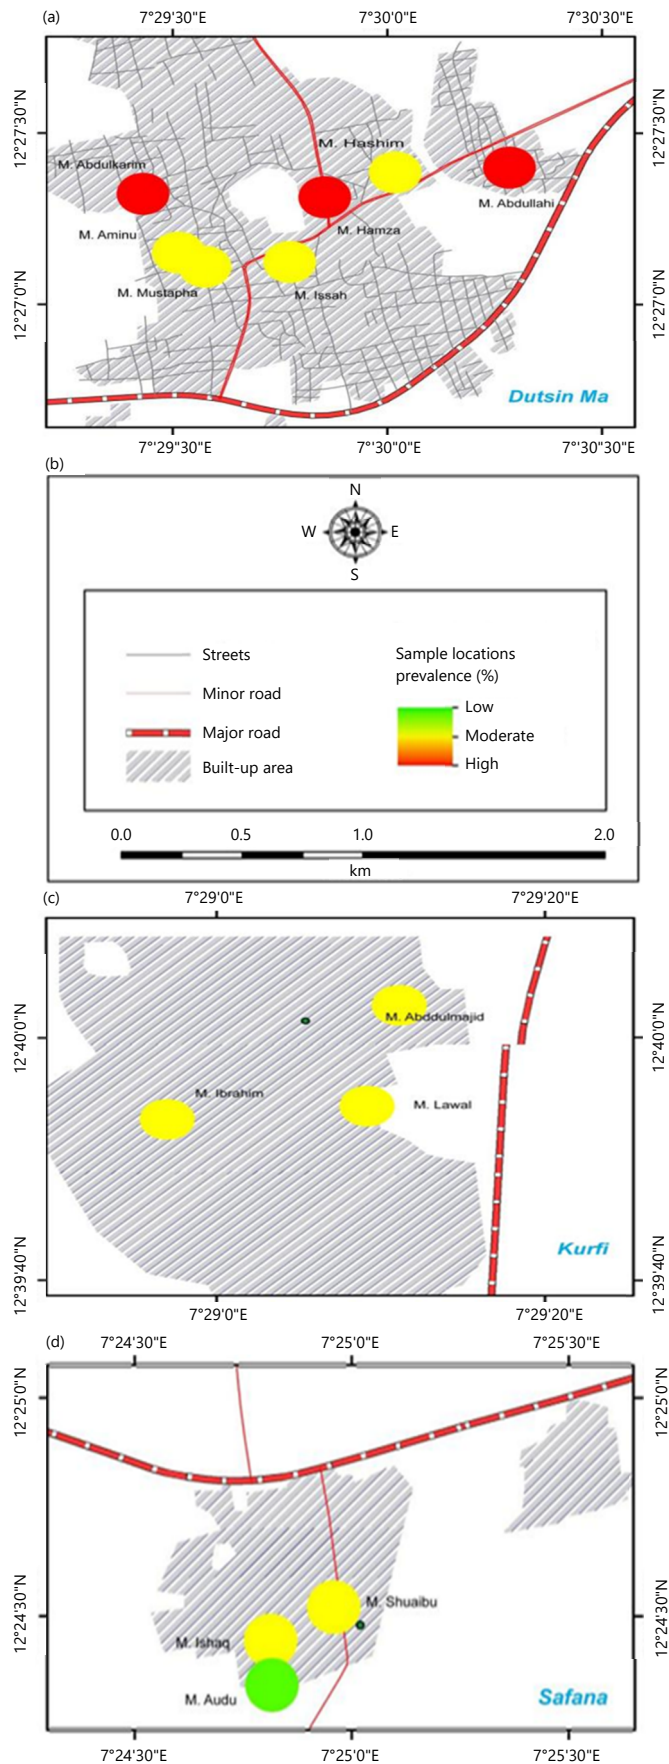 (a)
7°29'30"E 7°30'0"E 7°30'30"E
12°27'30"N 12°27'30"N
M. Hashim
M. Abdulkarim
M. Abdullahi
M. Aminu
M. Hamza
M. Mustapha
M. Issah
12°27'0"N 12°27'0"N
Dutsin Ma
7°'29'30"E 7°30'0"E 7°30'30"E
(b)
N
W E
S
Streets
Minor road
Major road
Built-up area
Sample locations
prevalence (%)
Low
Moderate
High
0.0 0.5 1.0 2.0
km
(c)
7°29'0"E 7°29'20"E
M. Abddulmajid
12°40'0"N 12°40'0"N
M. Ibrahim
M. Lawal
Kurfi
12°39'40"N 12°39'40"N
7°29'0"E 7°29'20"E
(d)
7°24'30"E 7°25'0"E 7°25'30"E
12°25'0"N 12°25'0"N
M. Shuaibu
12°24'30"N 12°24'30"N
M. Ishaq
M. Audu
Safana
7°24'30"E 7°25'0"E 7°25'30"E